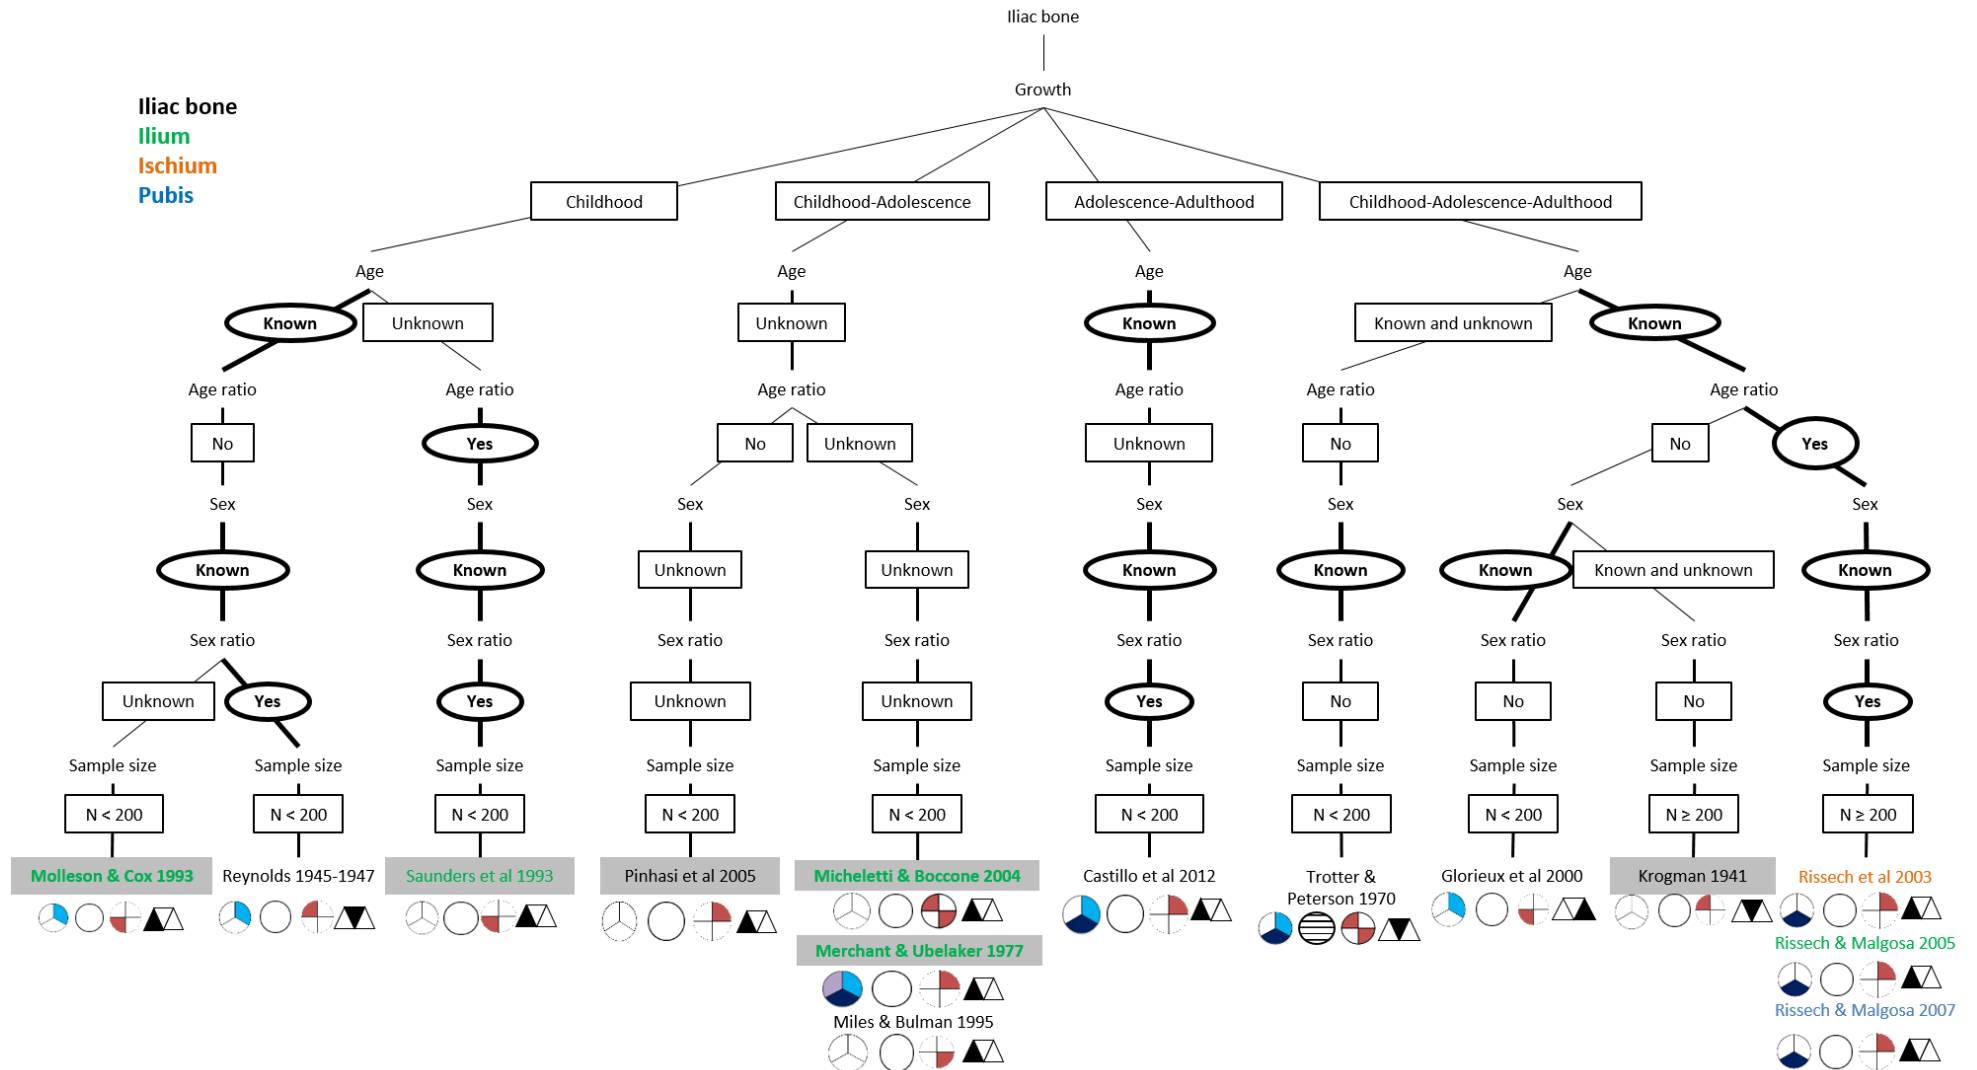 Iliac bone
Growth
Iliac bone
Ilium
Ischium
Pubis
Childhood
Childhood-Adolescence
Adolescence-Adulthood
Childhood-Adolescence-Adulthood
Age
Age
Age
Age
Known
Unknown
Unknown
Known
Known and unknown
Known
Age ratio
Age ratio
Age ratio
Age ratio
Age ratio
Age ratio
No
Yes
No
Unknown
Unknown
No
No
Yes
Sex
Sex
Sex
Sex
Sex
Sex
Sex
Sex
Known
Known
Unknown
Unknown
Known
Known
Known
Known and unknown
Known
Sex ratio
Sex ratio
Sex ratio
Sex ratio
Sex ratio
Sex ratio
Sex ratio
Sex ratio
Sex ratio
Unknown
Yes
Yes
Unknown
Unknown
Yes
No
No
No
Yes
Sample size
Sample size
Sample size
Sample size
Sample size
Sample size
Sample size
Sample size
Sample size
Sample size
N < 200
N < 200
N < 200
N < 200
N < 200
N < 200
N < 200
N < 200
N ≥ 200
N ≥ 200
Molleson & Cox 1993
Reynolds 1945-1947
Saunders et al 1993
Pinhasi et al 2005
Micheletti & Boccone 2004
Castillo et al 2012
Trotter &
Peterson 1970
Glorieux et al 2000
Krogman 1941
Rissech et al 2003
Merchant & Ubelaker 1977
Rissech & Malgosa 2005
Miles & Bulman 1995
Rissech & Malgosa 2007